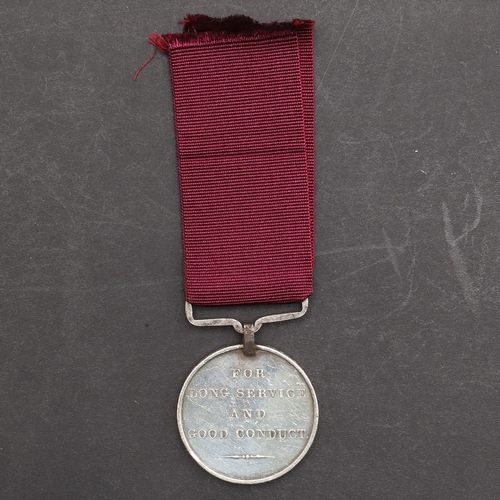 FOR
LONG SERVICE
AND
GOOD CONDUCT